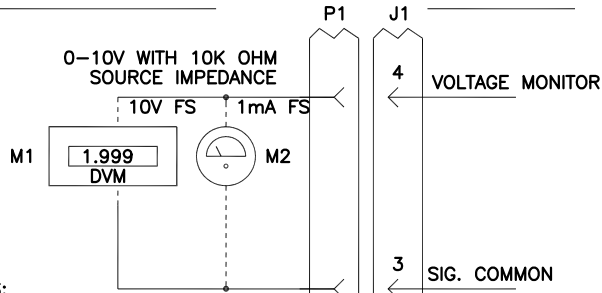 P1
J1
0-10V WITH 10K OHM
SOURCE IMPEDANCE
4
VOLTAGE MONITOR
10V FS
1mA FS
M1
1.999
DVM
M2
3
SIG. COMMON